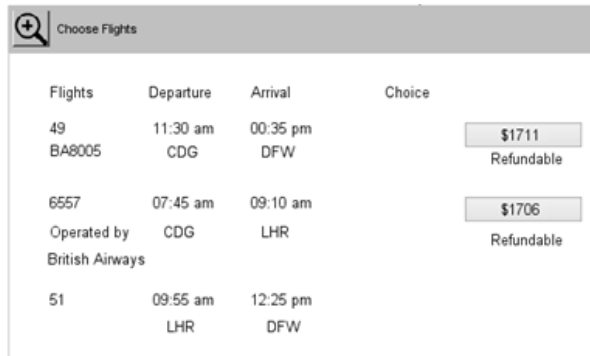 Choose Flights
Flights Departure Arrival Choice
49 11:30 am 00:35 pm $1711
BA8005 CDG DFW Refundable
6557 07:45 am 09:10 am $1706
Operated by CDG LHR Refundable
British Airways
51 09:55 am 12:25 pm
LHR DFW